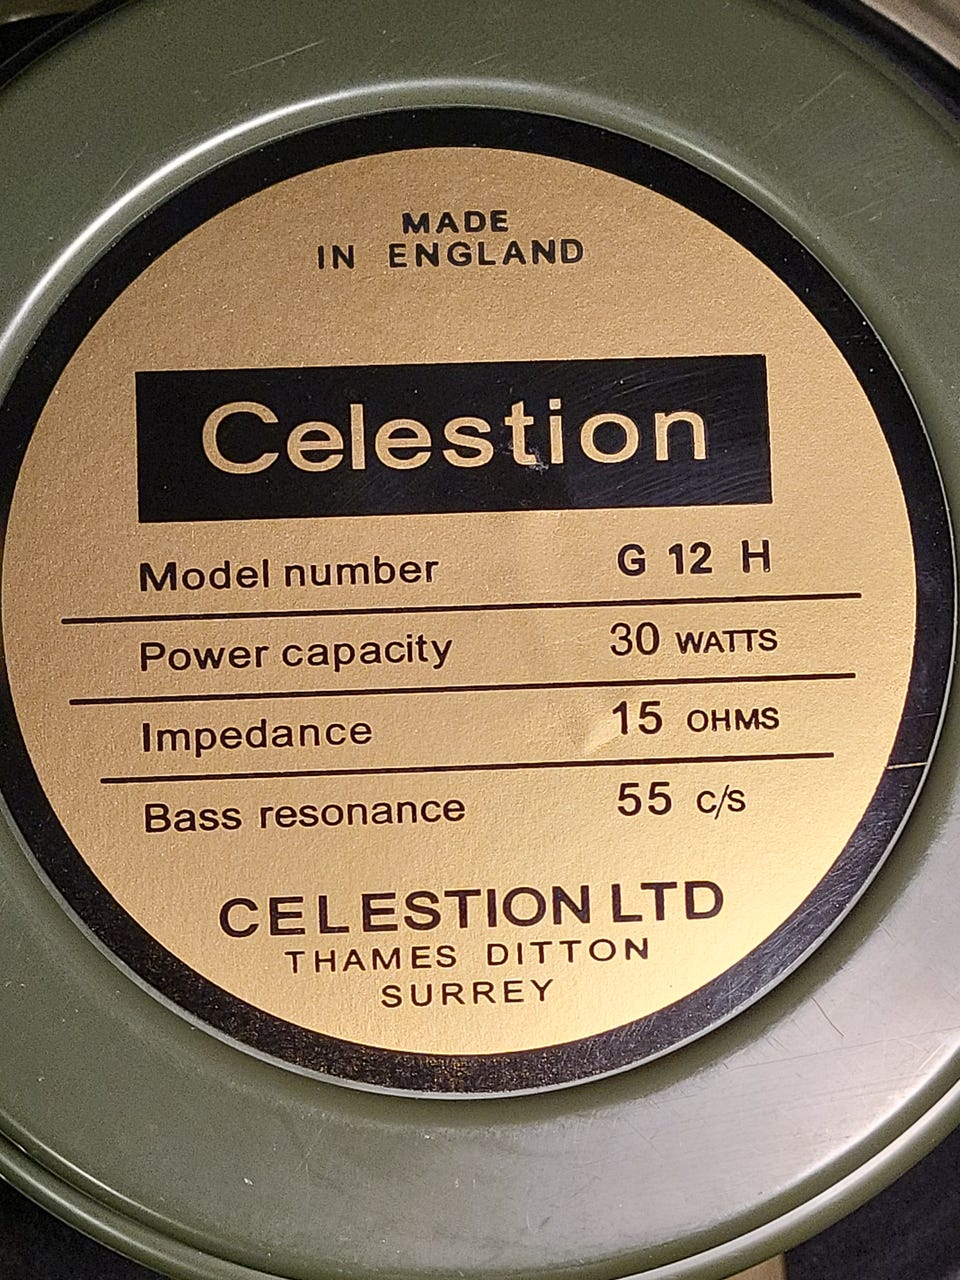 MADE
IN ENGLAND
Celestion
Model number G 12 H
Power capacity 30 WATTS
Impedance 15 OHMS
Bass resonance 55 c/s
CELESTION LTD
THAMES DITTON
SURREY